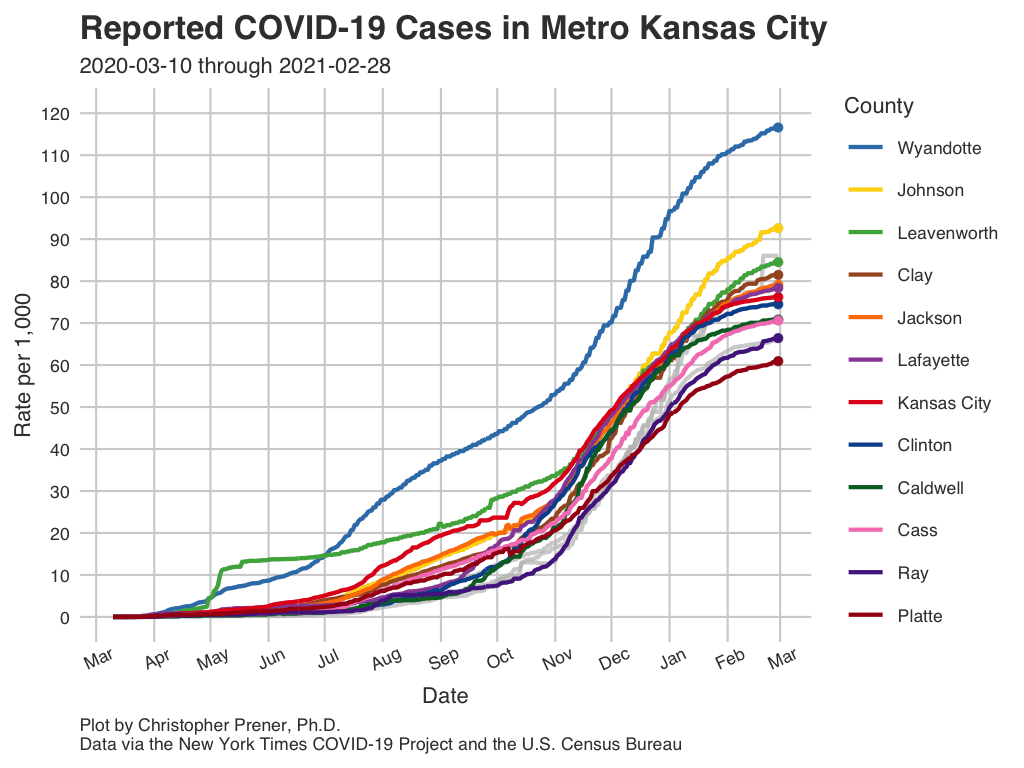 Reported COVID-19 Cases in Metro Kansas City
2020-03-10 through 2021-02-28
Rate per 1,000
120
110
100
90
80
70
60
50
40
30
20
10
0
Mar
Apr
May
Jun
Jul
Aug
Sep
Oct
Nov
Dec
Jan
Feb
Mar
Date
County
Wyandotte
Johnson
Leavenworth
Clay
Jackson
Lafayette
Kansas City
Clinton
Caldwell
Cass
Ray
Platte
Plot by Christopher Prener, Ph.D.
Data via the New York Times COVID-19 Project and the U.S. Census Bureau